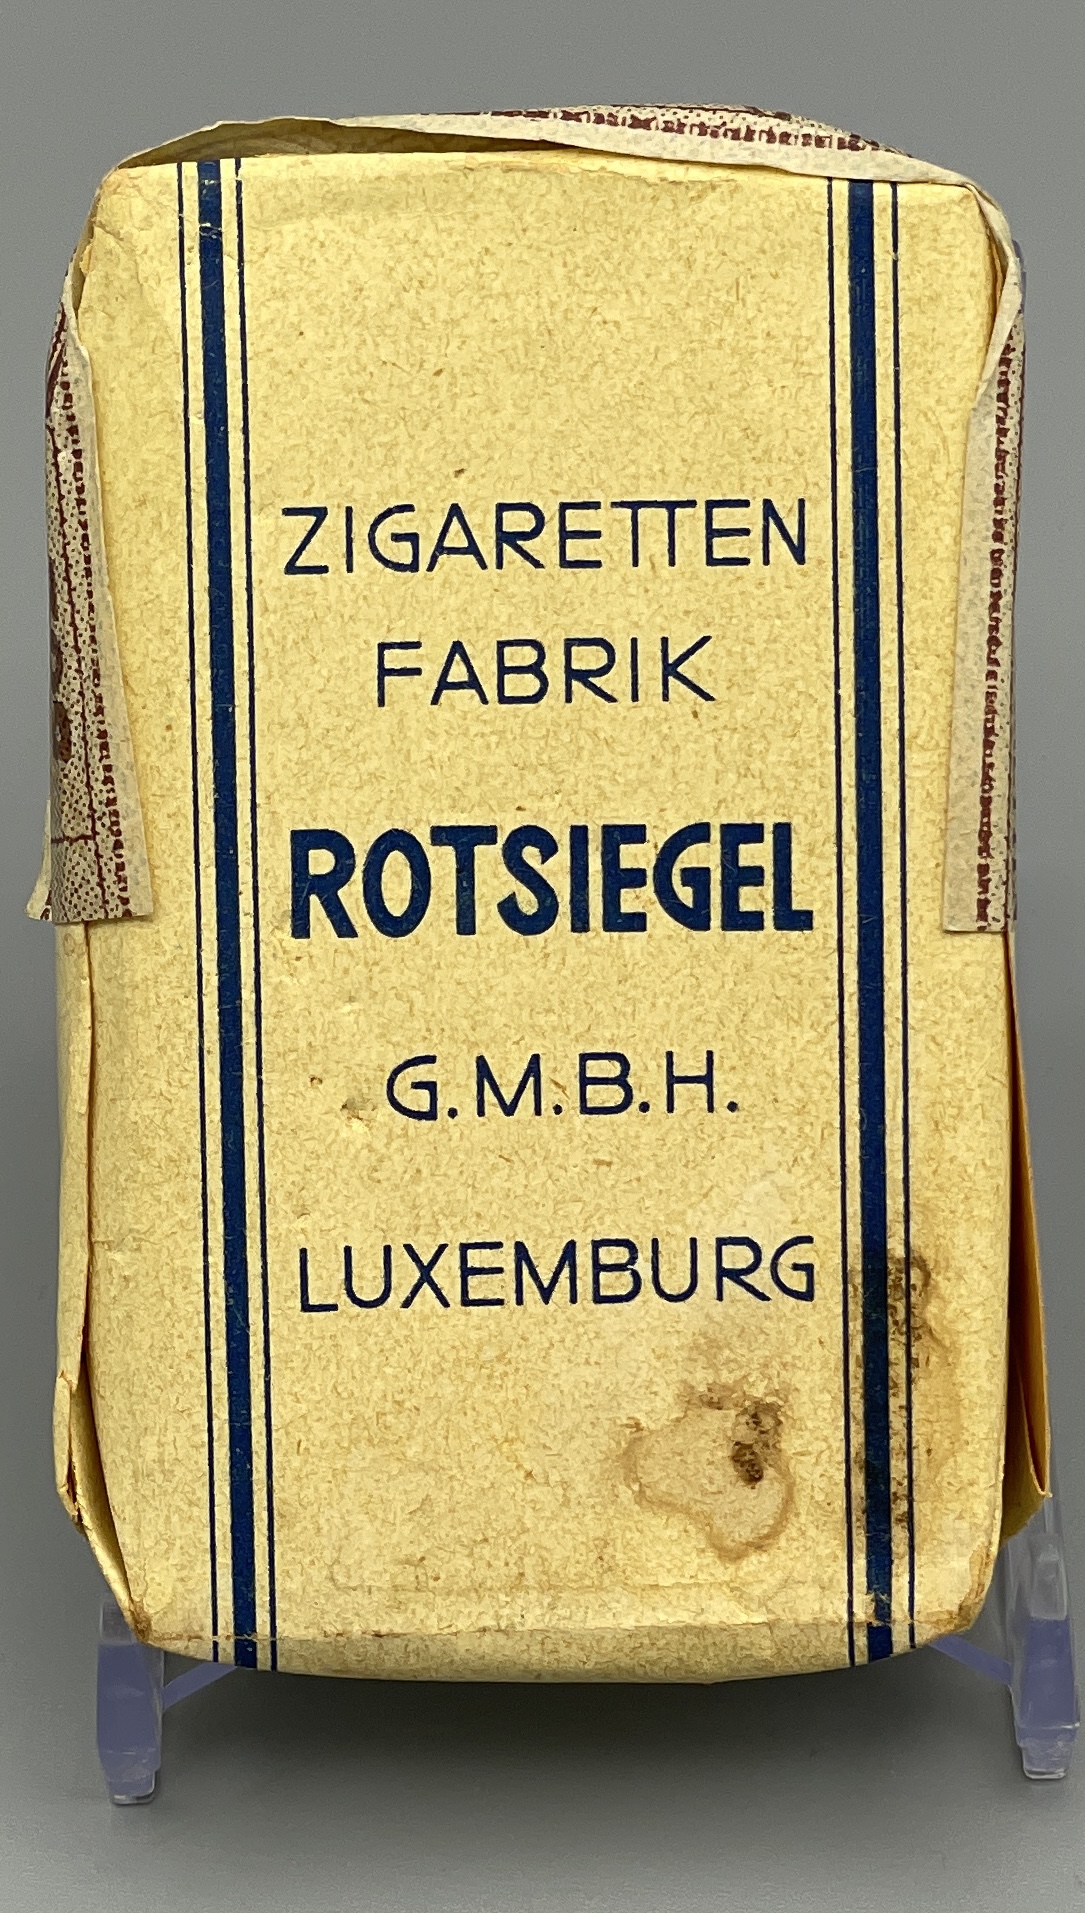 ZIGARETTEN
FABRIK
ROTSIEGEL
G.M.B.H.
LUXEMBURG